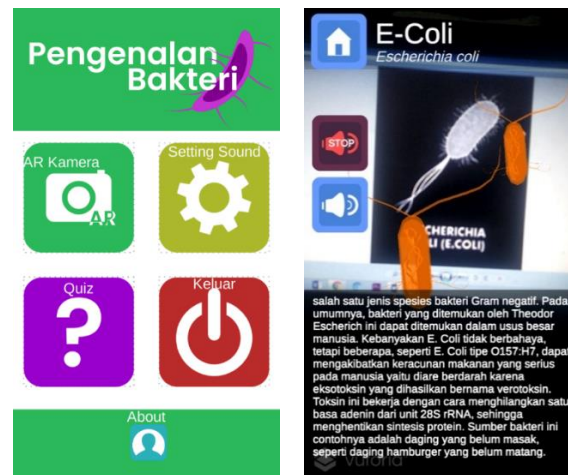 Pengenalan
Bakteri
AR Kamera
AR
Setting Sound
Quiz
Keluar
About
E-Coli
Escherichia coli
STOP
CHERICHIA
LI (E.COLI)
salah satu jenis spesies bakteri Gram negatif. Pada
umumnya, bakteri yang ditemukan oleh Theodor
Escherich ini dapat ditemukan dalam usus besar
manusia. Kebanyakan E. Coli tidak berbahaya,
tetapi beberapa, seperti E. Coli tipe O157:H7, dapa
mengakibatkan keracunan makanan yang serius
pada manusia yaitu diare berdarah karena
eksotoksin yang dihasilkan bernama verotoksin.
Toksin ini bekerja dengan cara menghilangkan satu
basa adenin dari unit 28S rRNA, sehingga
menghentikan sintesis protein. Sumber bakteri ini
contohnya adalah daging yang belum masak,
seperti daging hamburger yang belum matang.
vuforia